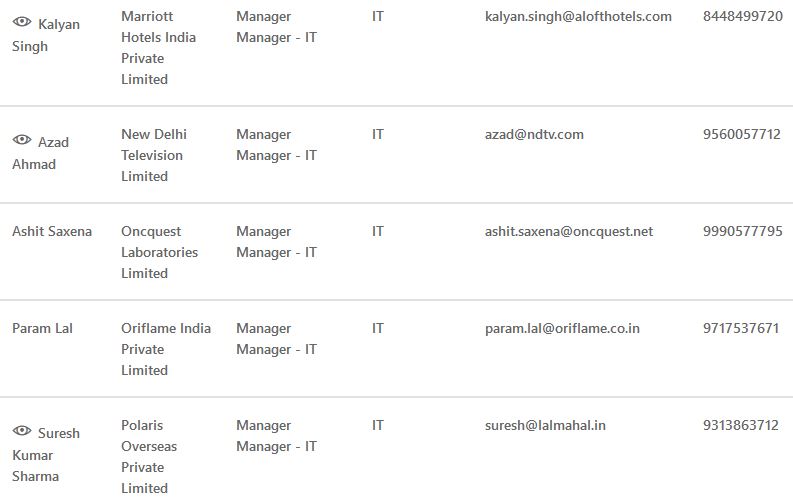 Kalyan Singh Marriott Hotels India Private Limited Manager Manager - IT IT kalyan.singh@alofthotels.com 8448499720
Azad Ahmad New Delhi Television Limited Manager Manager - IT IT azad@ndtv.com 9560057712
Ashit Saxena Oncquest Laboratories Limited Manager Manager - IT IT ashit.saxena@oncquest.net 9990577795
Param Lal Oriflame India Private Limited Manager Manager - IT IT param.lal@oriflame.co.in 9717537671
Suresh Kumar Sharma Polaris Overseas Private Limited Manager Manager - IT IT suresh@lalmahal.in 9313863712